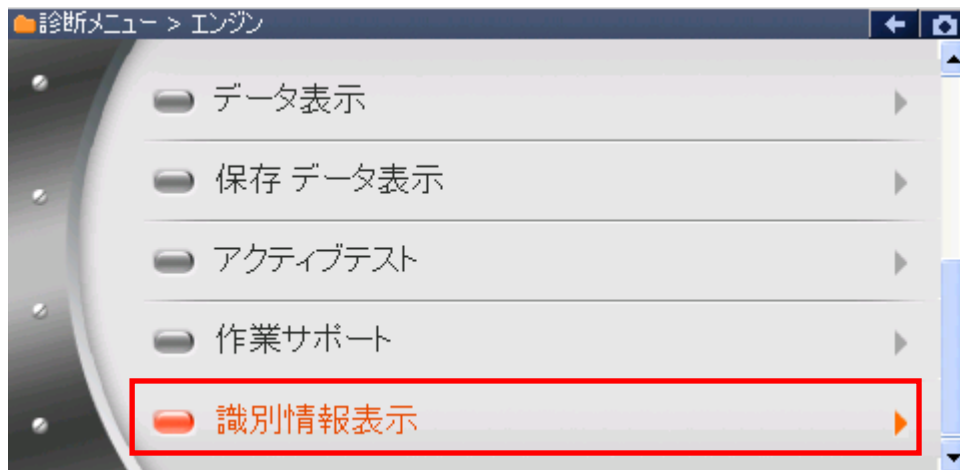 診断メニュー > エンジン
データ表示
保存 データ表示
アクティブテスト
作業サポート
識別情報表示